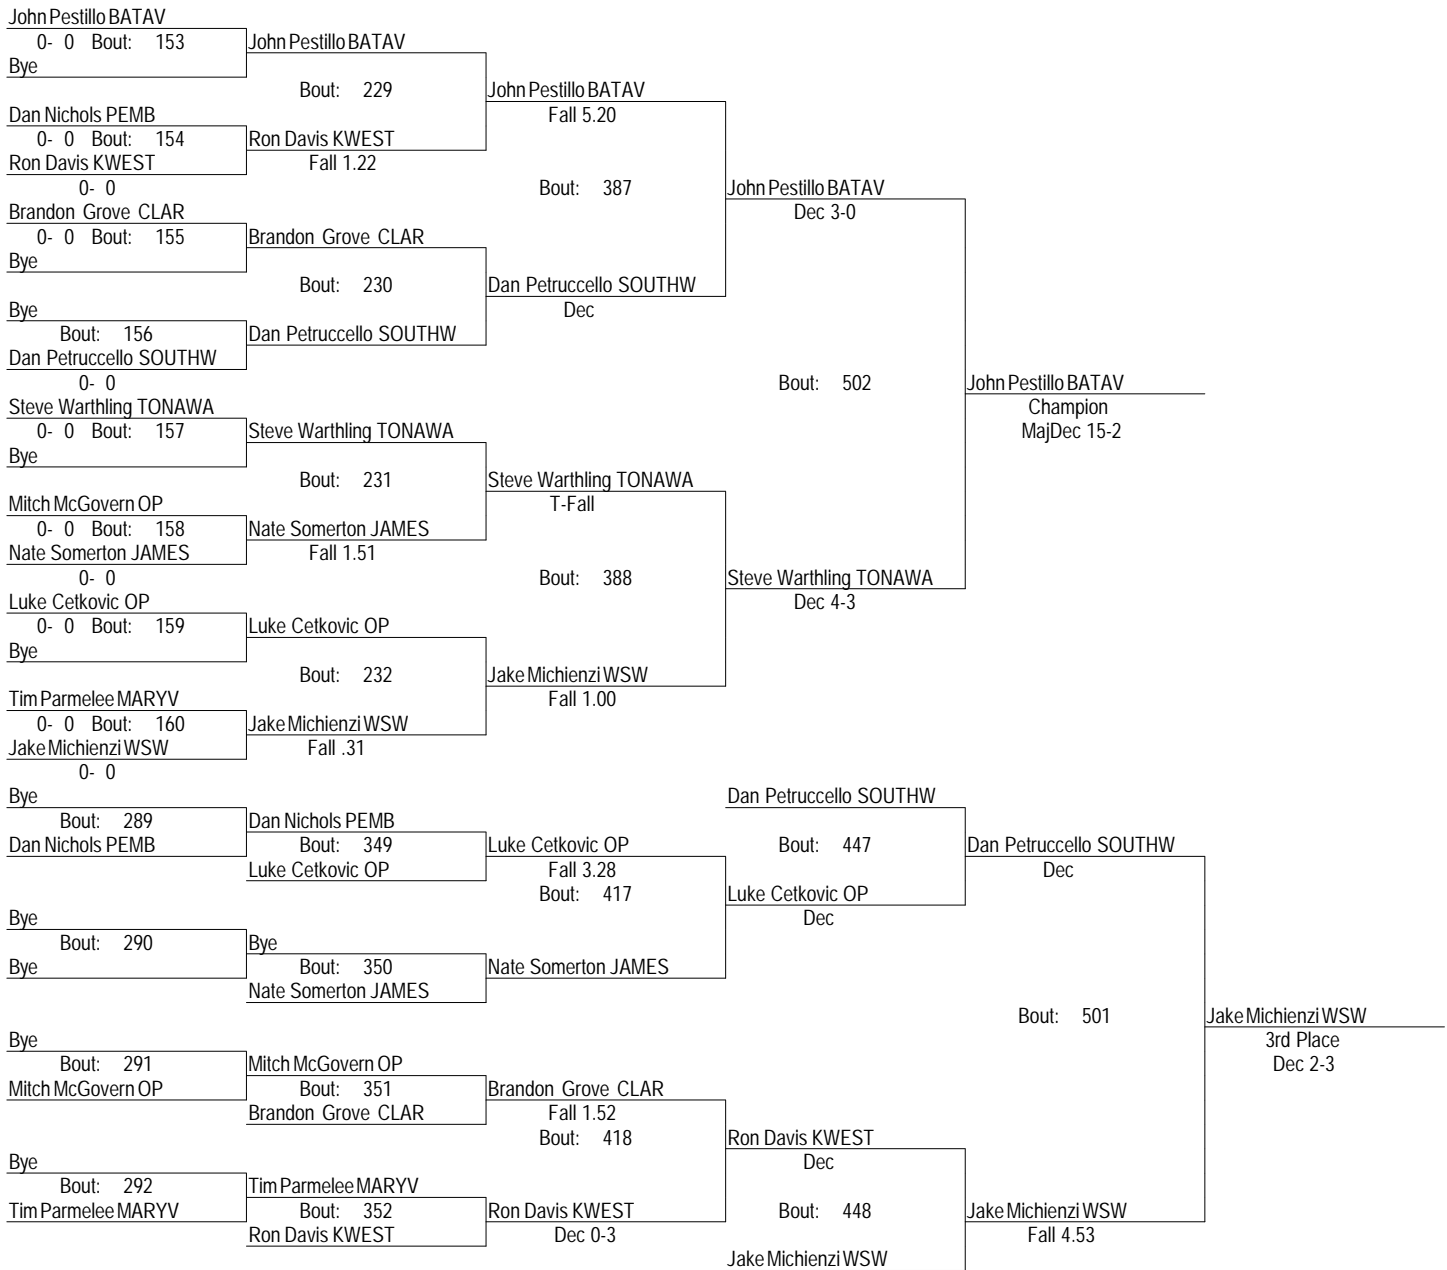 John Pestillo BATAV
0- 0 Bout: 153 John Pestillo BATAV
Bye
Bout: 229 John Pestillo BATAV
Dan Nichols PEMB Fall 5.20
0- 0 Bout: 154 Ron Davis KWEST
Ron Davis KWEST Fall 1.22
0- 0 Bout: 387 John Pestillo BATAV
Brandon Grove CLAR Dec 3-0
0- 0 Bout: 155 Brandon Grove CLAR
Bye
Bout: 230 Dan Petruccello SOUTHW
Bye Dec
Bout: 156 Dan Petruccello SOUTHW
Dan Petruccello SOUTHW
0- 0 Bout: 502 John Pestillo BATAV
Steve Warthling TONAWA Champion
0- 0 Bout: 157 Steve Warthling TONAWA MajDec 15-2
Bye
Bout: 231 Steve Warthling TONAWA
Mitch McGovern OP T-Fall
0- 0 Bout: 158 Nate Somerton JAMES
Nate Somerton JAMES Fall 1.51
0- 0 Bout: 388 Steve Warthling TONAWA
Luke Cetkovic OP Dec 4-3
0- 0 Bout: 159 Luke Cetkovic OP
Bye
Bout: 232 Jake Michienzi WSW
Tim Parmelee MARYV Fall 1.00
0- 0 Bout: 160 Jake Michienzi WSW
Jake Michienzi WSW Fall .31
0- 0
Bye Dan Petruccello SOUTHW
Bout: 289 Dan Nichols PEMB
Dan Nichols PEMB Bout: 349 Luke Cetkovic OP Bout: 447 Dan Petruccello SOUTHW
Luke Cetkovic OP Fall 3.28 Dec
Bout: 417 Luke Cetkovic OP
Bye Dec
Bout: 290 Bye
Bye Bout: 350 Nate Somerton JAMES
Nate Somerton JAMES
Bout: 501 Jake Michienzi WSW
Bye 3rd Place
Bout: 291 Mitch McGovern OP Dec 2-3
Mitch McGovern OP Bout: 351 Brandon Grove CLAR
Brandon Grove CLAR Fall 1.52
Bout: 418 Ron Davis KWEST
Bye Dec
Bout: 292 Tim Parmelee MARYV
Tim Parmelee MARYV Bout: 352 Ron Davis KWEST Bout: 448 Jake Michienzi WSW
Ron Davis KWEST Dec 0-3 Fall 4.53
Jake Michienzi WSW